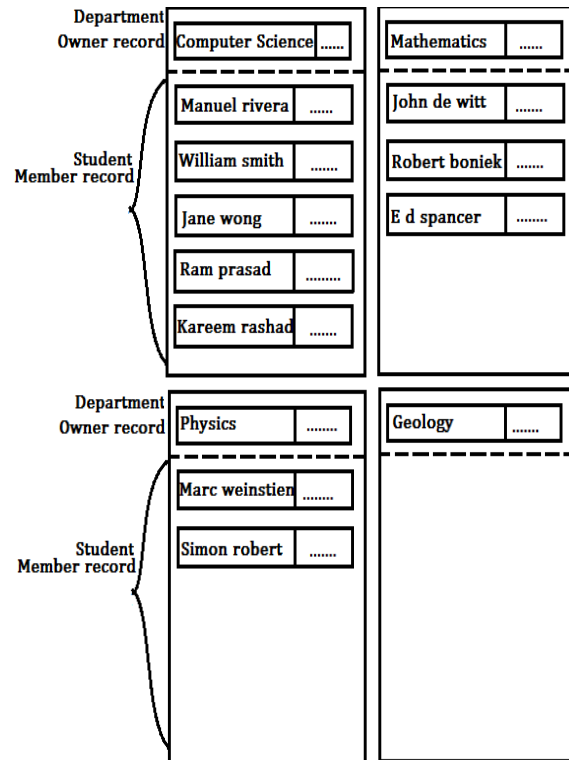 Department
Owner record
Computer Science ......
Mathematics ......
Manuel rivera ......
William smith .......
Jane wong .......
Ram prasad .........
Kareem rashad .......
Student
Member record
John de witt .......
Robert boniek .......
E d spancer ........
Department
Owner record
Physics ........
Geology .......
Marc weinstien ........
Simon robert .......
Student
Member record